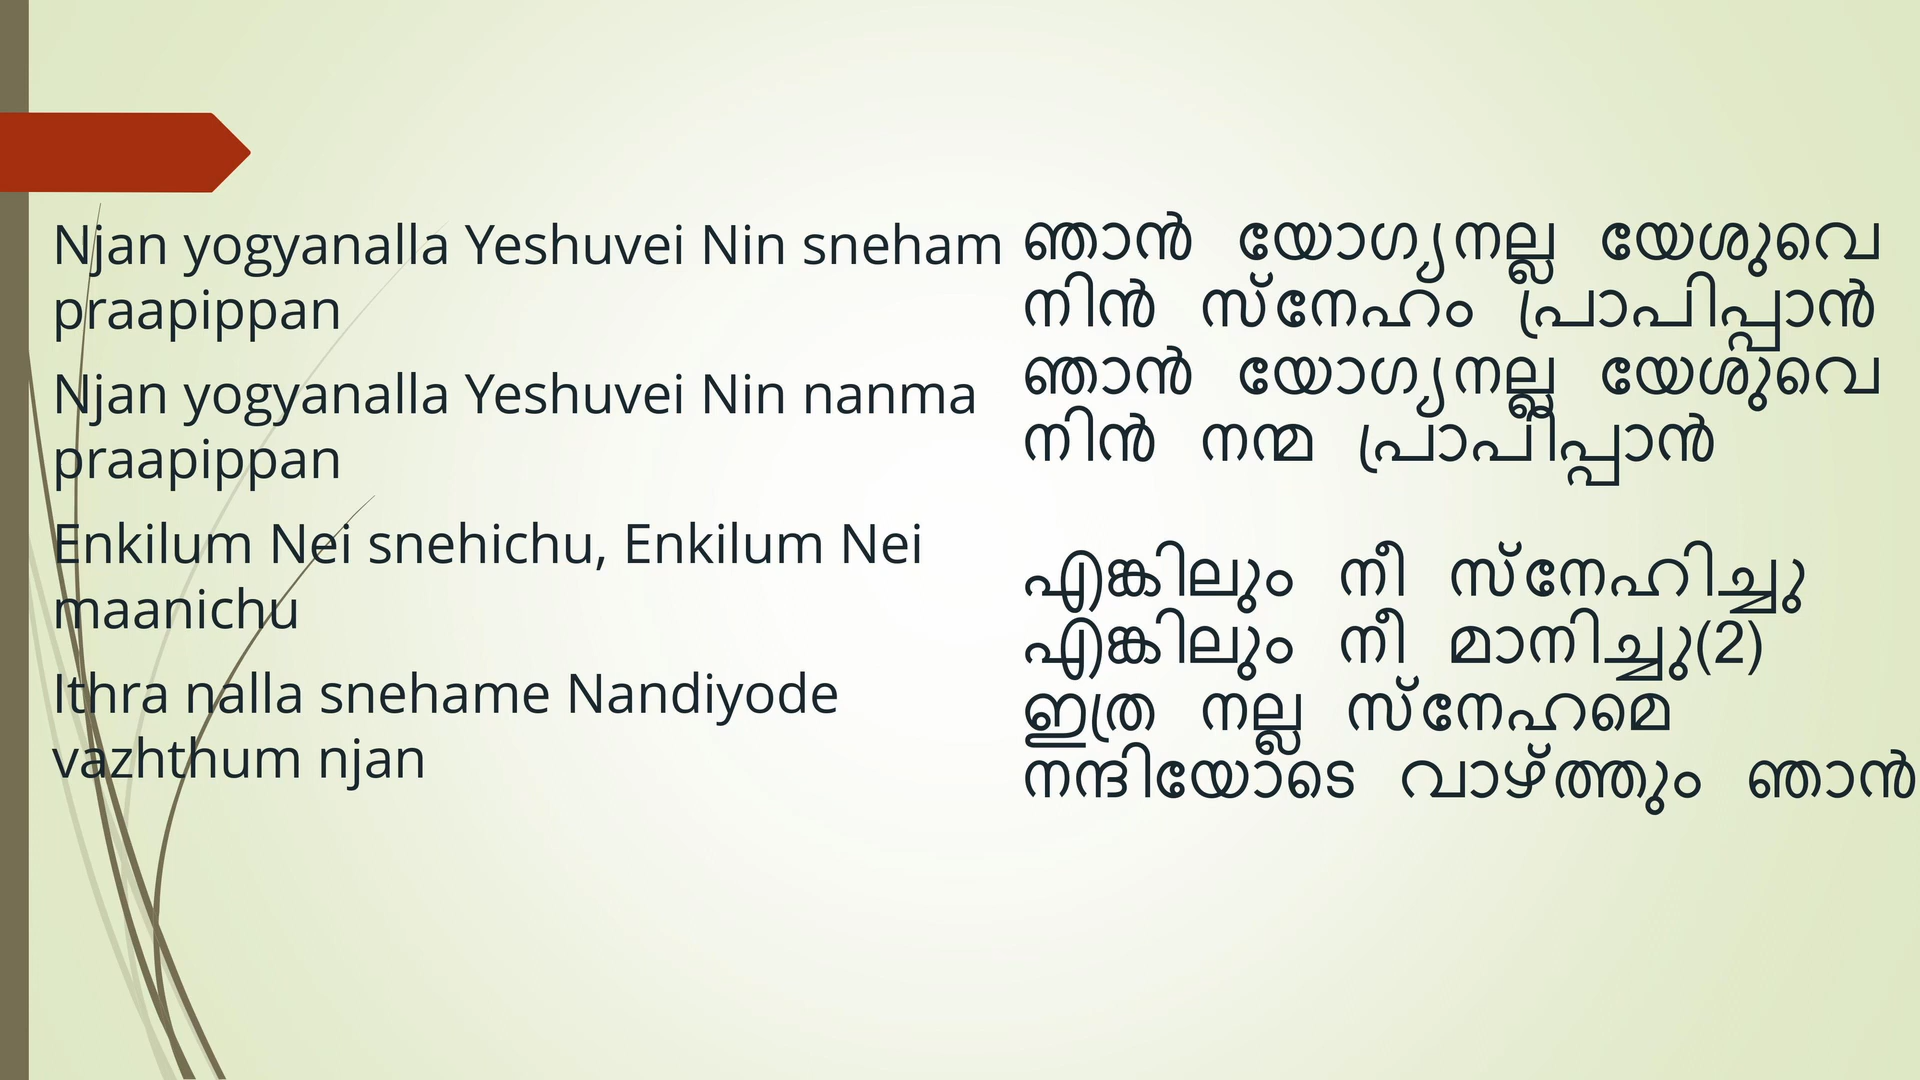 Njan yogyanalla Yeshuvei Nin sneham
praapippan
Njan yogyanalla Yeshuvei Nin nanma
praapippan
Enkilum Nei snehichu, Enkilum Nei
maanichu
Ithra nalla snehame Nandiyode
vazhthum njan
ഞാൻ യോഗ്യനല്ല യേശുവെ
നിൻ സ്നേഹം പ്രാപിപ്പാൻ
ഞാൻ യോഗ്യനല്ല യേശുവെ
നിൻ നന്മ പ്രാപിപ്പാൻ
എങ്കിലും നീ സ്നേഹിച്ചു
എങ്കിലും നീ മാനിച്ചു(2)
ഇത്ര നല്ല സ്നേഹമെ
നന്ദിയോടെ വാഴ്ത്തും ഞാൻ